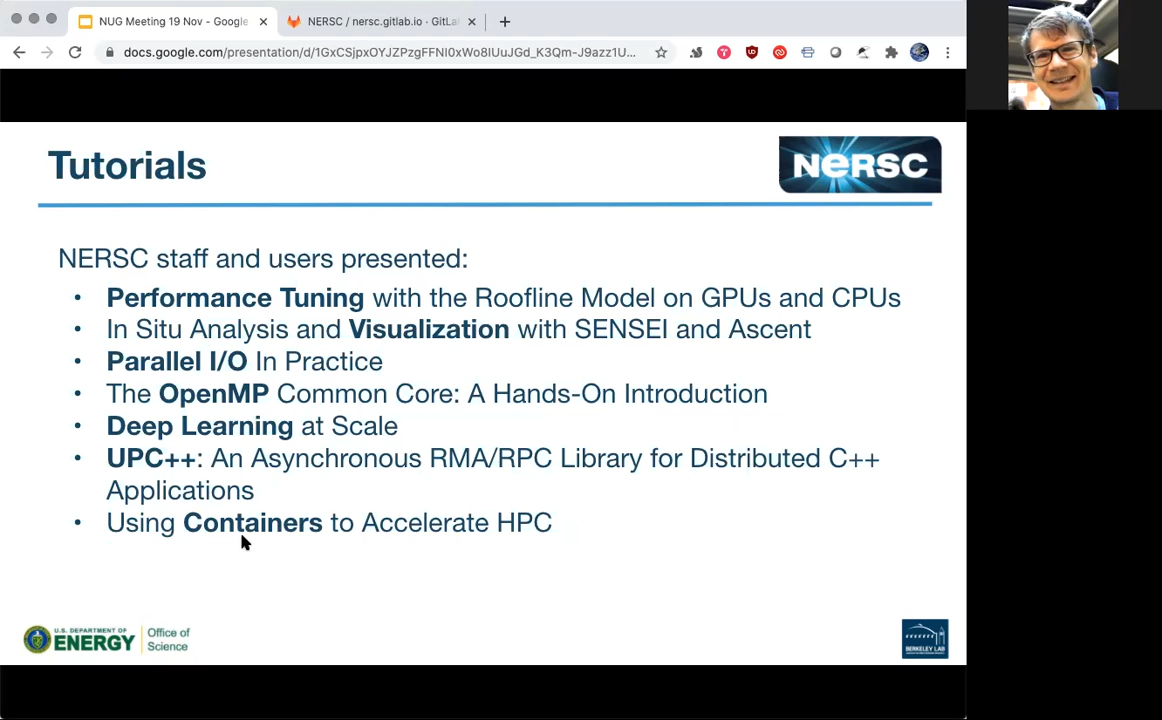 NUG Meeting 19 Nov - Google
NERSC / nersc.gitlab.io · GitLa
docs.google.com/presentation/d/1GxCSjpxOYJZPzgFFNI0xWo8IUuJGd_K3Qm-J9azz1U...
Tutorials
NERSC
NERSC staff and users presented:
• Performance Tuning with the Roofline Model on GPUs and CPUs
• In Situ Analysis and Visualization with SENSEI and Ascent
• Parallel I/O In Practice
• The OpenMP Common Core: A Hands-On Introduction
• Deep Learning at Scale
• UPC++: An Asynchronous RMA/RPC Library for Distributed C++
Applications
• Using Containers to Accelerate HPC
U.S. DEPARTMENT OF
ENERGY
Office of
Science
BERKELEY LAB